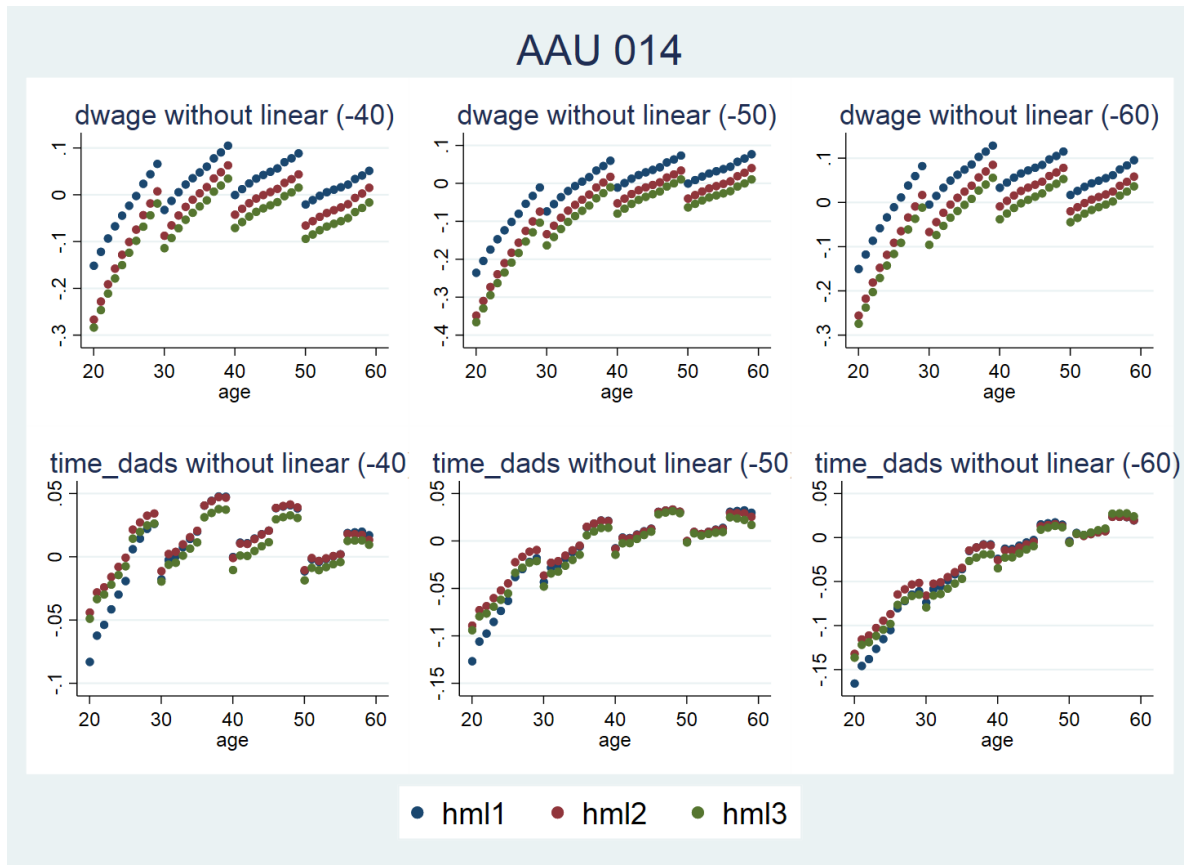 AAU 014
dwage without linear (-40)
.1
0
-.1
-.2
-.3
20 30 40 50 60
age
dwage without linear (-50)
.1
0
-.1
-.2
-.3
-.4
20 30 40 50 60
age
dwage without linear (-60)
.1
0
-.1
-.2
-.3
20 30 40 50 60
age
time_dads without linear (-40)
.05
0
-.05
-.1
20 30 40 50 60
age
time_dads without linear (-50)
.05
0
-.05
-.1
-.15
20 30 40 50 60
age
time_dads without linear (-60)
.05
0
-.05
-.1
-.15
20 30 40 50 60
age
hml1 hml2 hml3